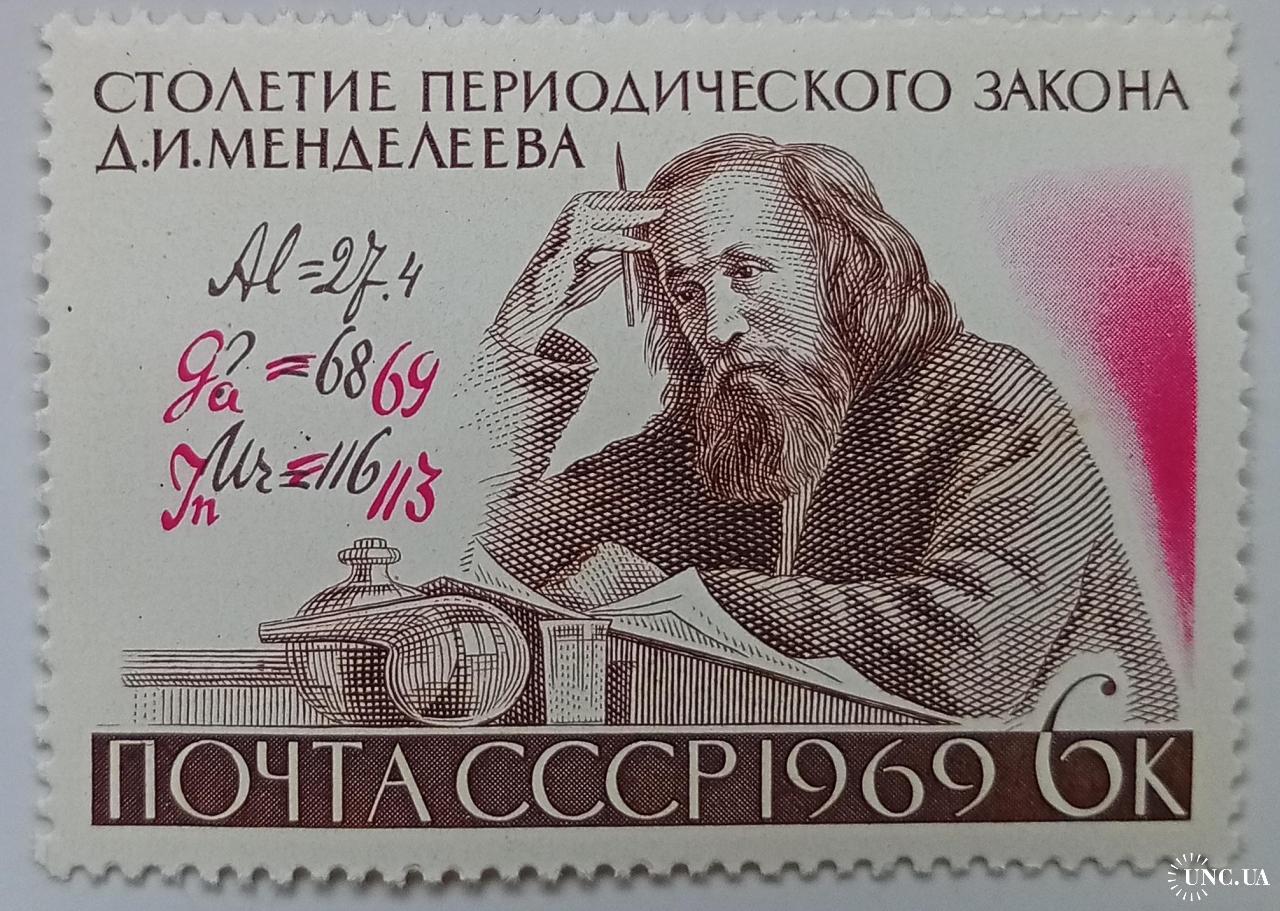 СТОЛЕТИЕ ПЕРИОДИЧЕСКОГО ЗАКОНА
Д.И.МЕНДЕЛЕЕВА
Al=27.4
Ga?=68 69
In Ur=116 113
ПОЧТА СССР 1969 6К
UNC.UA